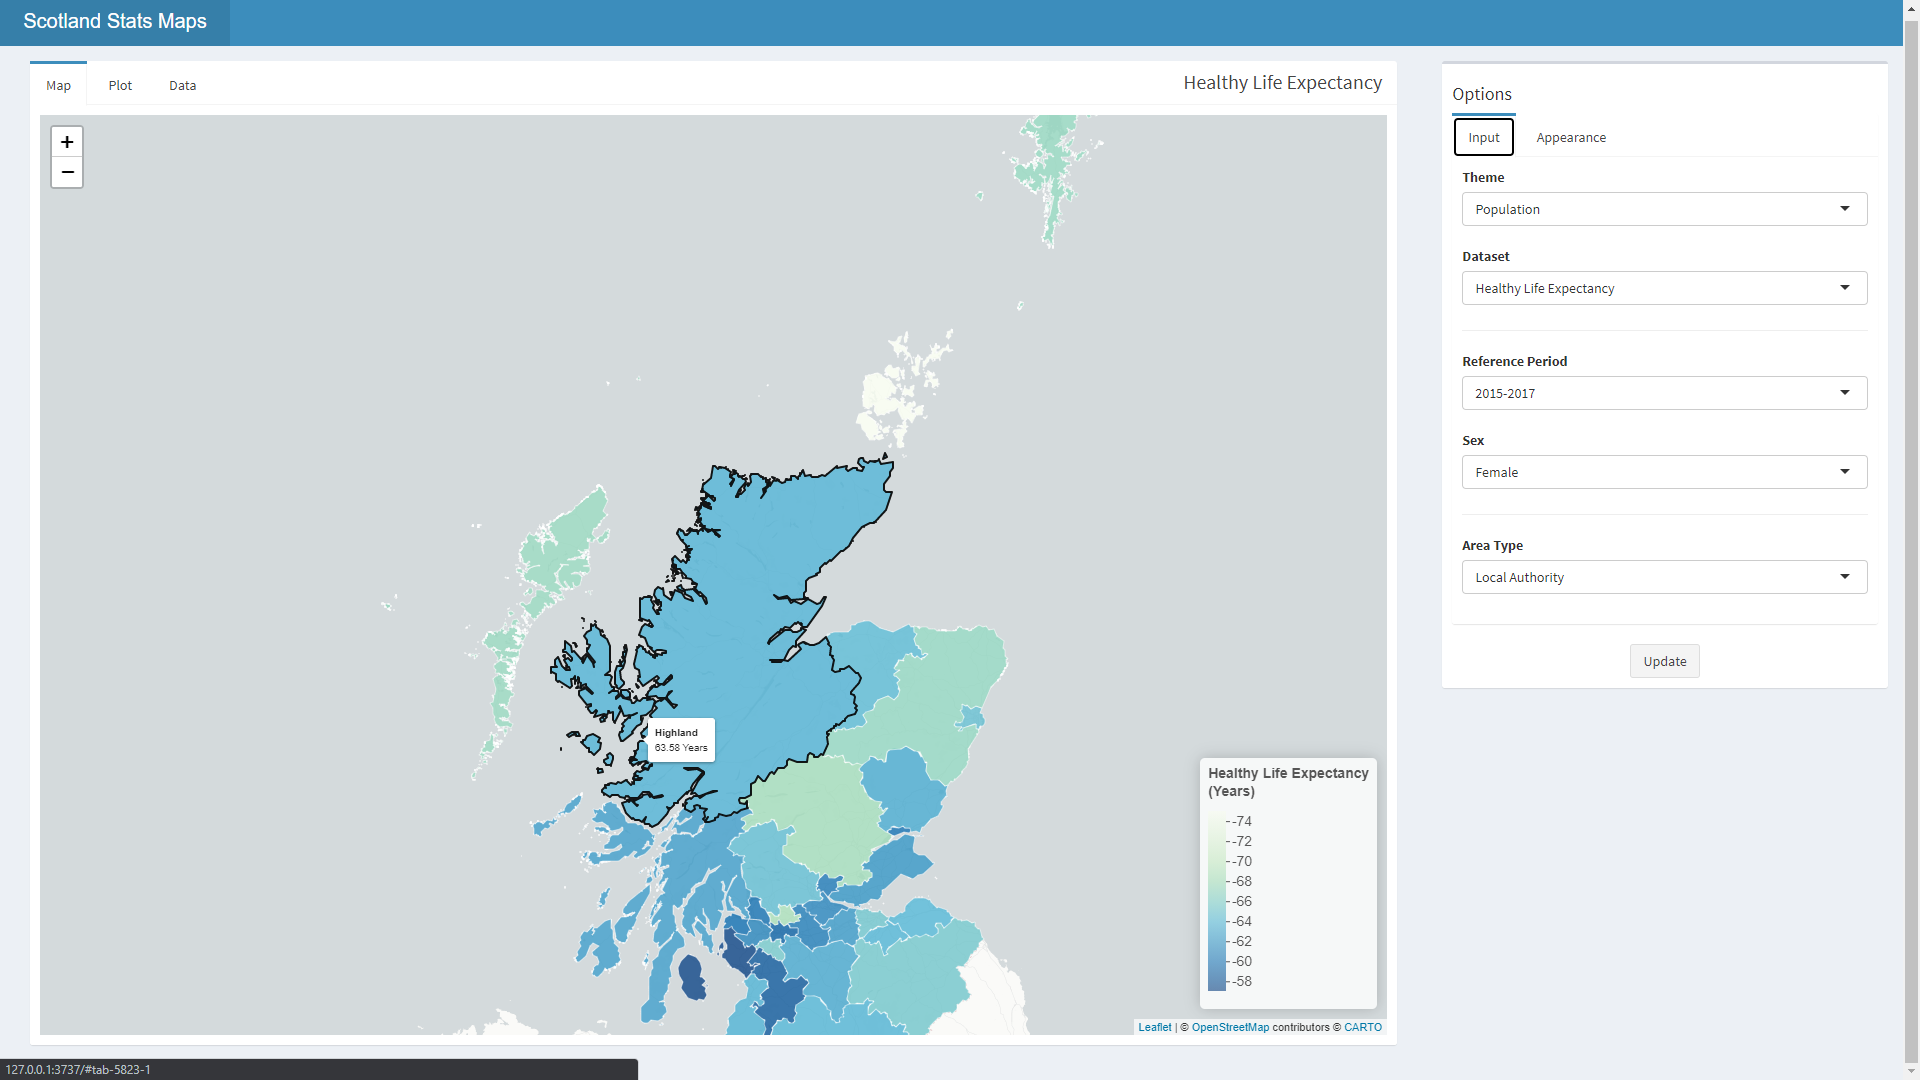 Scotland Stats Maps
Map Plot Data
Healthy Life Expectancy
+
−
Highland
63.58 Years
Healthy Life Expectancy
(Years)
-74
-72
-70
-68
-66
-64
-62
-60
-58
Leaflet | © OpenStreetMap contributors © CARTO
Options
Input Appearance
Theme
Population
Dataset
Healthy Life Expectancy
Reference Period
2015-2017
Sex
Female
Area Type
Local Authority
Update
127.0.0.1:3737/#tab-5823-1